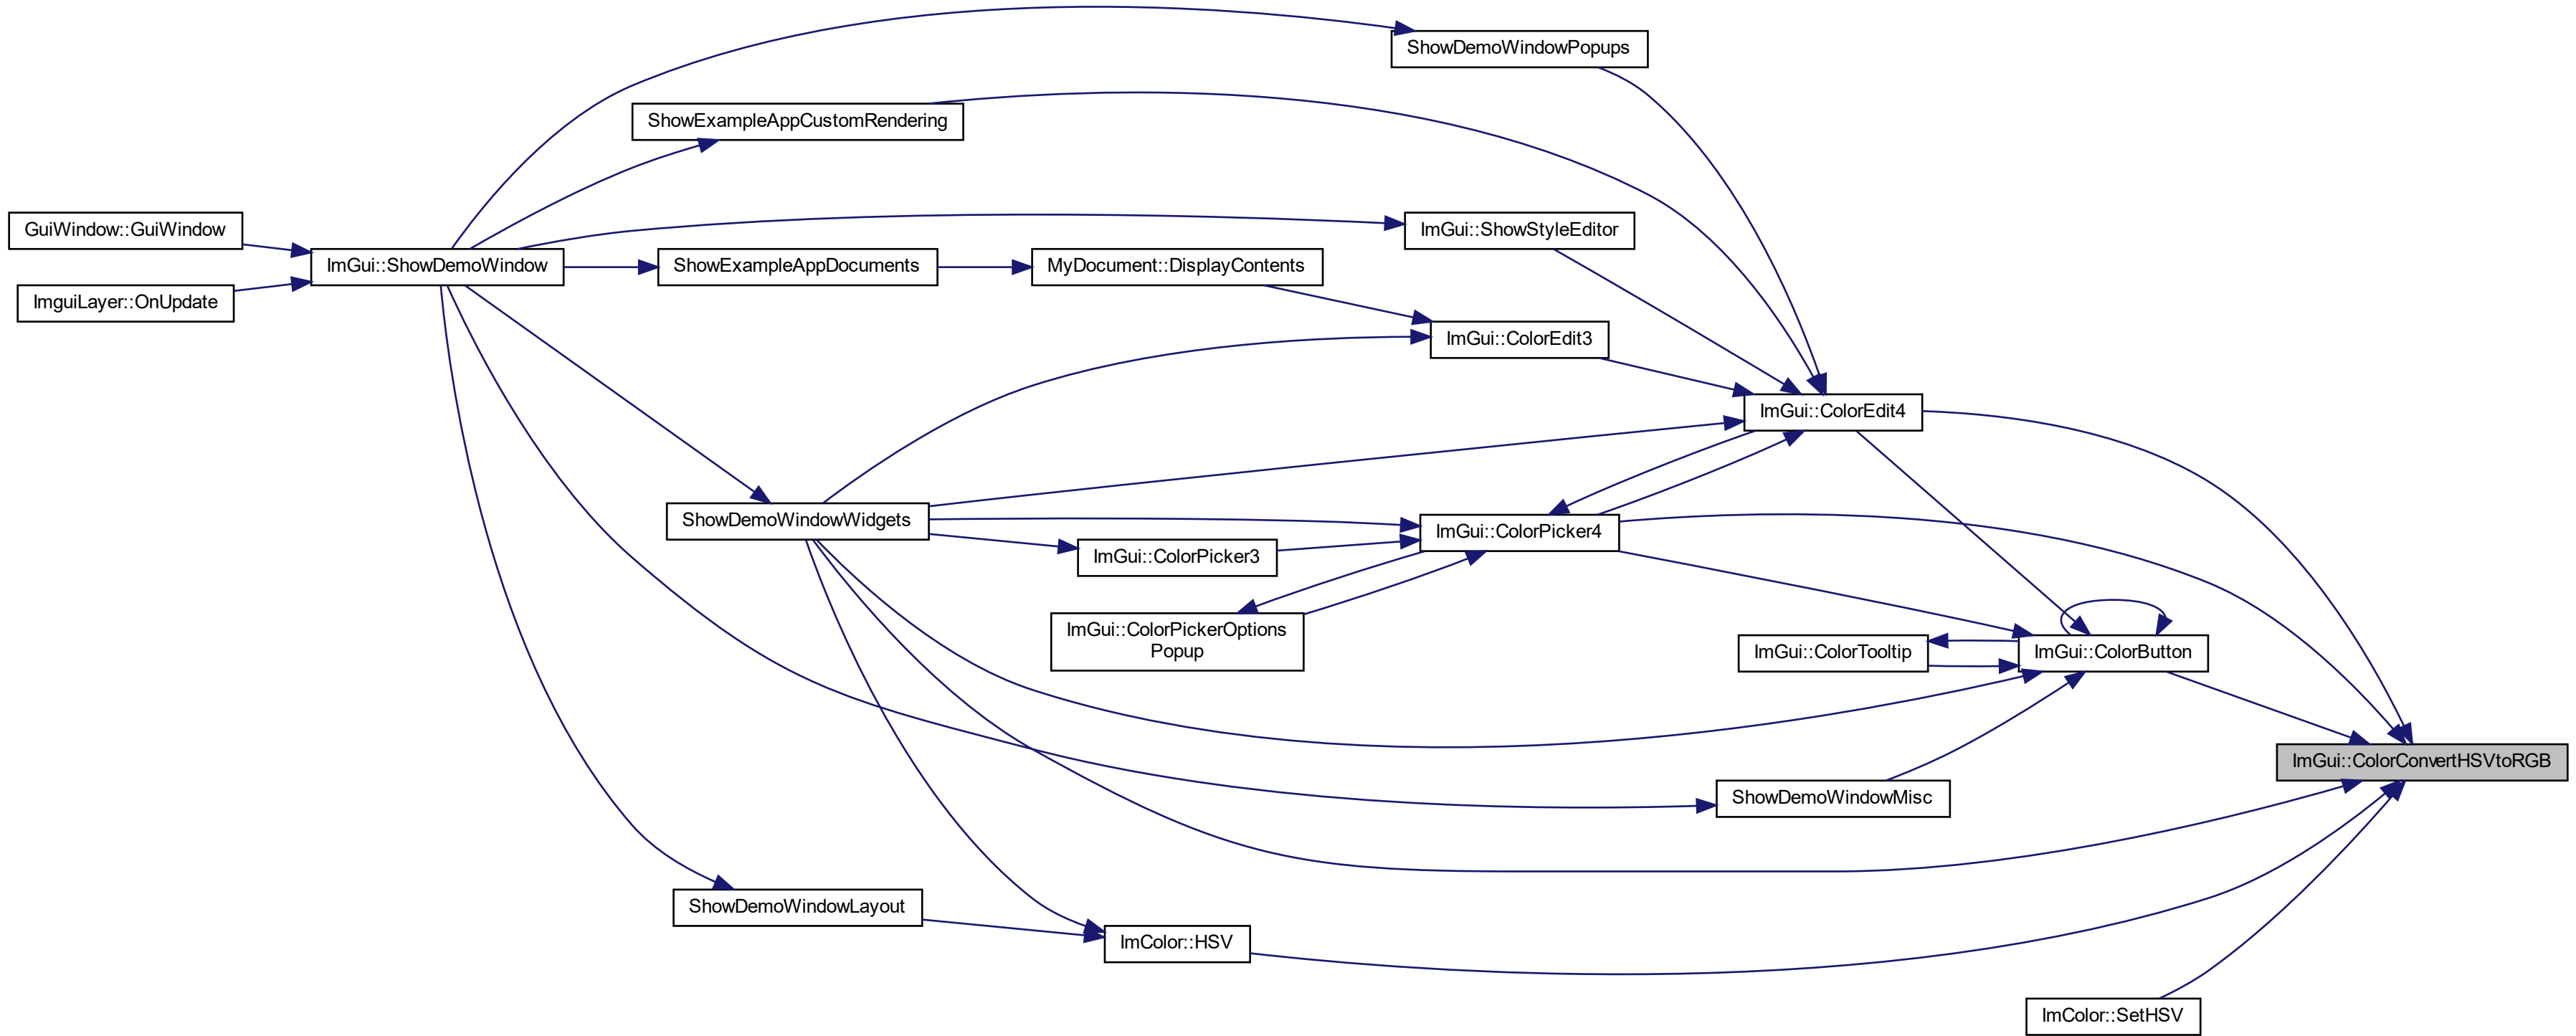 ShowDemoWindowPopups
ShowExampleAppCustomRendering
GuiWindow::GuiWindow
ImGui::ShowStyleEditor
ImGui::ShowDemoWindow
ShowExampleAppDocuments
MyDocument::DisplayContents
ImguiLayer::OnUpdate
ImGui::ColorEdit3
ImGui::ColorEdit4
ShowDemoWindowWidgets
ImGui::ColorPicker4
ImGui::ColorPicker3
ImGui::ColorPickerOptions
Popup
ImGui::ColorTooltip
ImGui::ColorButton
ImGui::ColorConvertHSVtoRGB
ShowDemoWindowMisc
ShowDemoWindowLayout
ImColor::HSV
ImColor::SetHSV